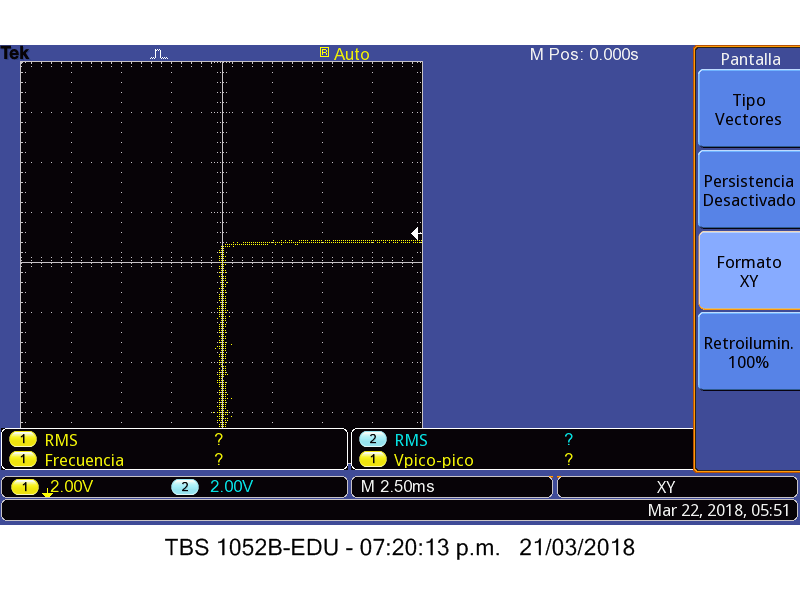 Tek R Auto M Pos: 0.000s
Pantalla
Tipo
Vectores
Persistencia
Desactivado
Formato
XY
Retroilumin.
100%
1 RMS ? 2 RMS ?
1 Frecuencia ? 1 Vpico-pico ?
1 2.00V 2 2.00V M 2.50ms XY
Mar 22, 2018, 05:51
TBS 1052B-EDU - 07:20:13 p.m. 21/03/2018